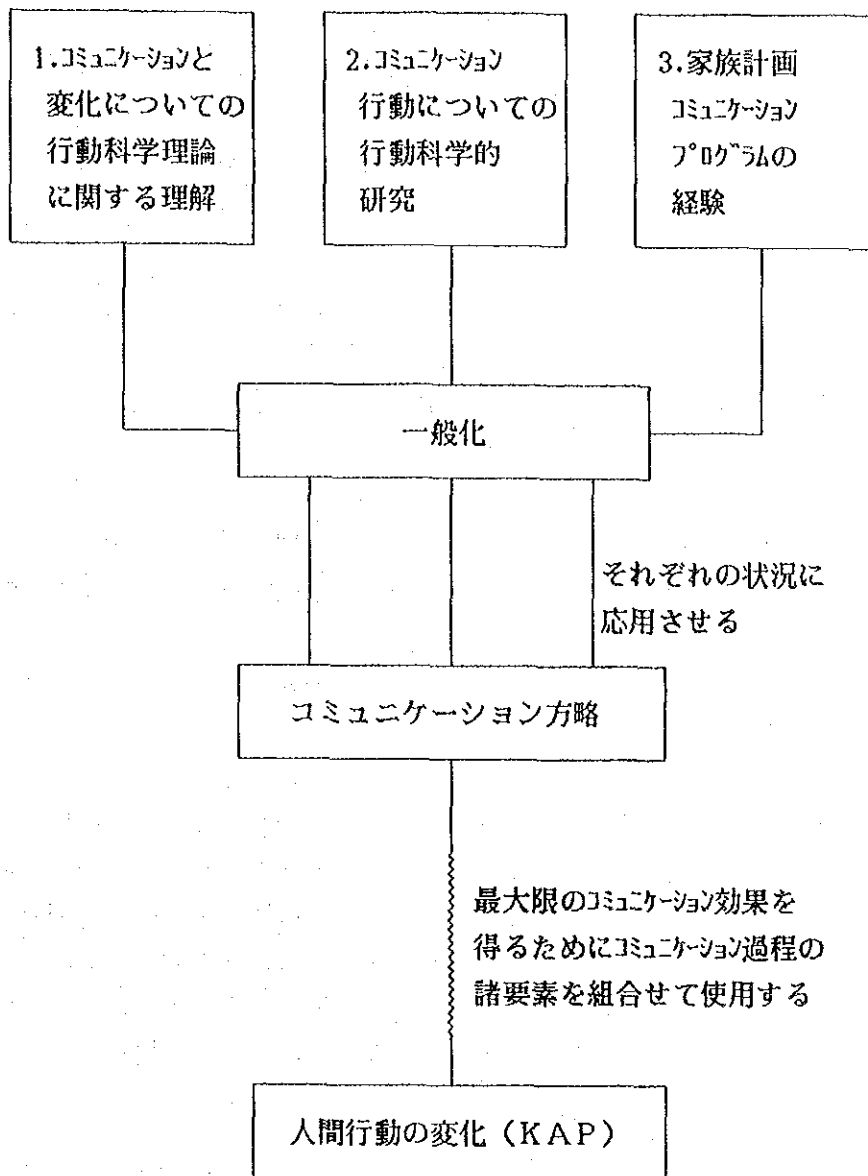 1.ｺﾐｭﾆｹｰｼｮﾝと
変化についての
行動科学理論
に関する理解
2.ｺﾐｭﾆｹｰｼｮﾝ
行動についての
行動科学的
研究
3.家族計画
ｺﾐｭﾆｹｰｼｮﾝ
ﾌﾟﾛｸﾞﾗﾑの
経験
一般化
それぞれの状況に
応用させる
コミュニケーション方略
最大限のｺﾐｭﾆｹｰｼｮﾝ効果を
得るためにｺﾐｭﾆｹｰｼｮﾝ過程の
諸要素を組合せて使用する
人間行動の変化（ＫＡＰ）